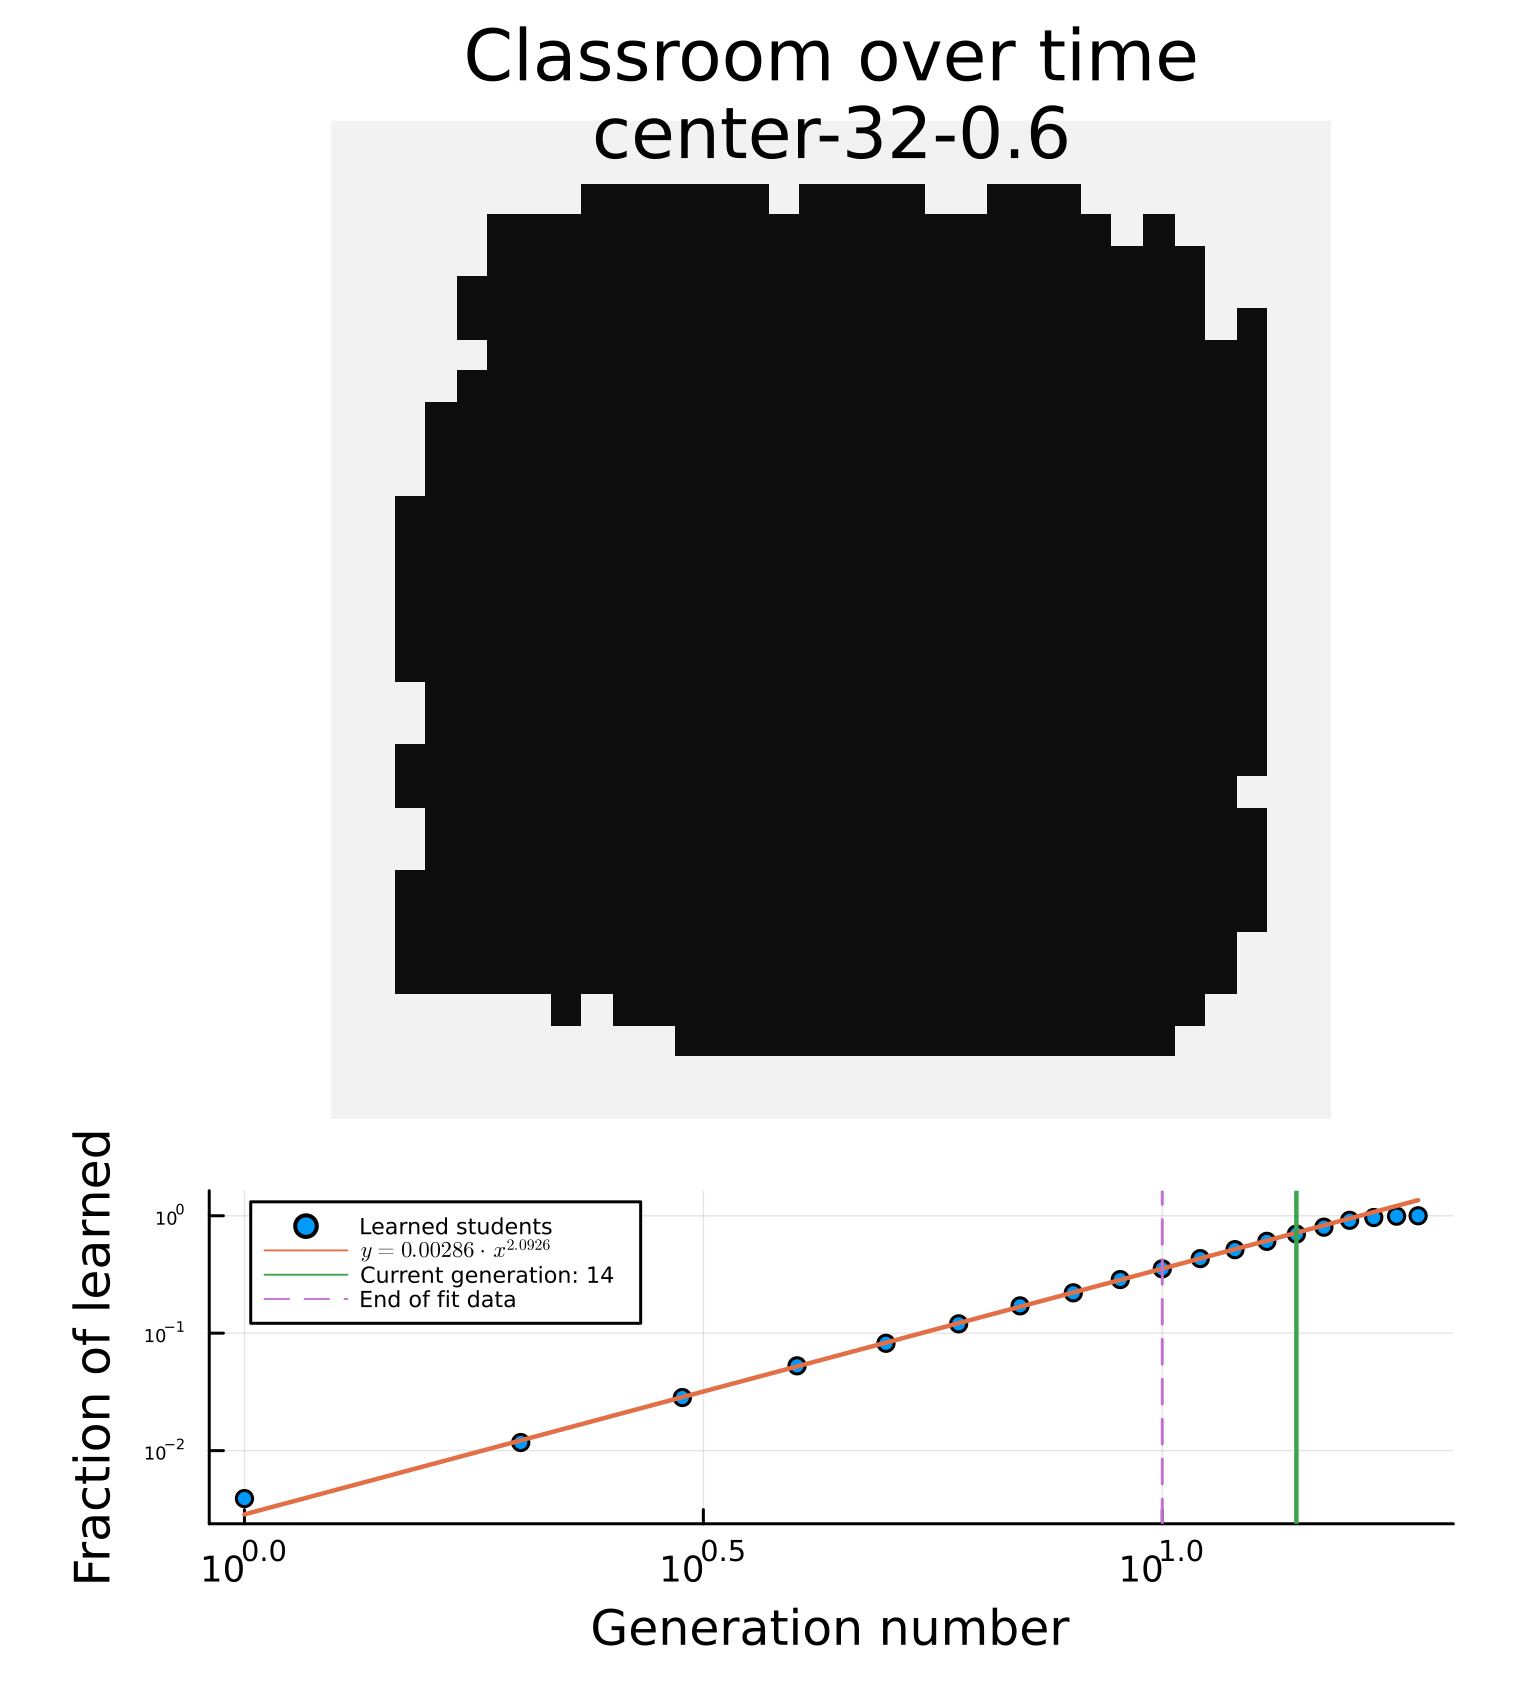 Classroom over time
center-32-0.6
Fraction of learned
10⁰
10⁻¹
10⁻²
Learned students
y = 0.00286 · x^{2.0926}
Current generation: 14
End of fit data
10^{0.0}
10^{0.5}
10^{1.0}
Generation number